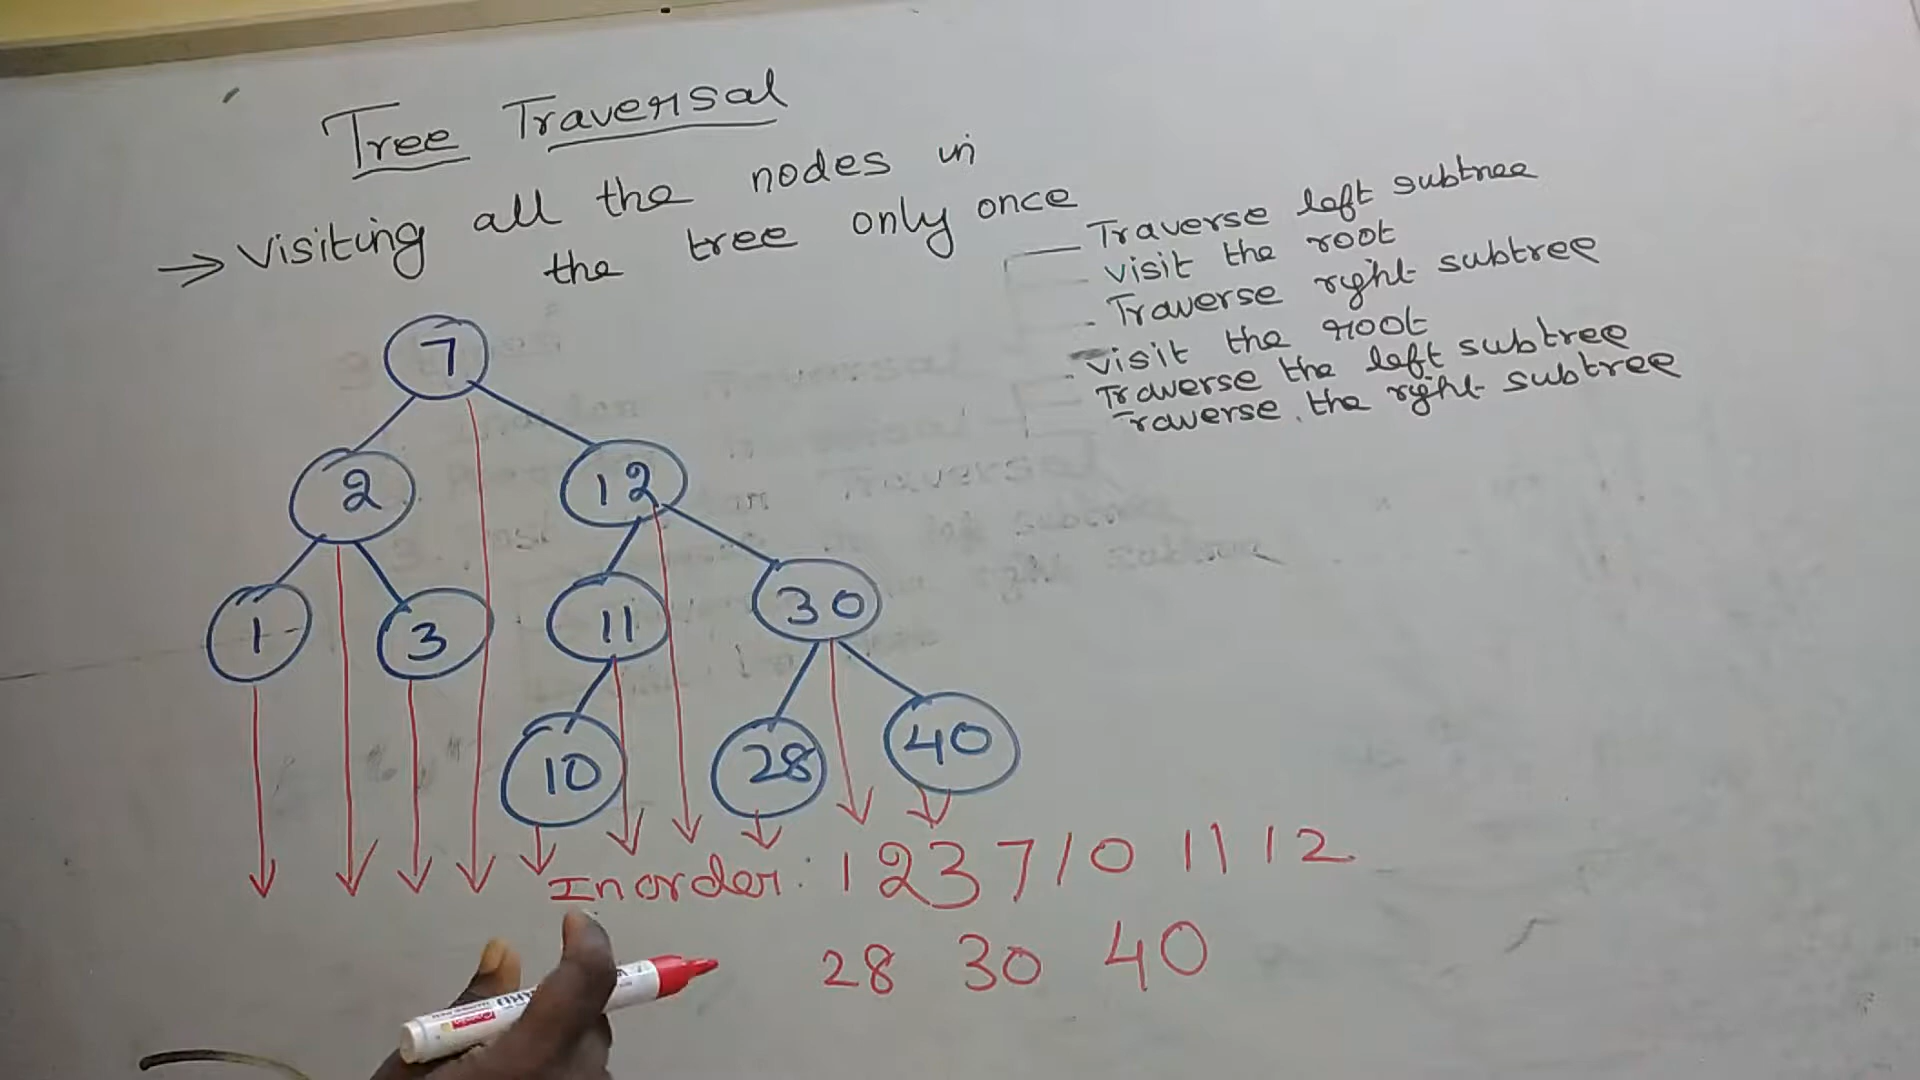 Tree Traversal
→ Visiting all the nodes in
the tree only once
Traverse left subtree
visit the root
Traverse right subtree
visit the root
Traverse the left subtree
Traverse the right subtree
7
2
12
1
3
11
30
10
28
40
Inorder: 1 2 3 7 10 11 12
28 30 40
Camlin